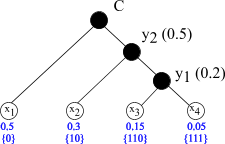 C
y2 (0.5)
y1 (0.2)
x1 x2 x3 x4
0.5 0.3 0.15 0.05
{0} {10} {110} {111}